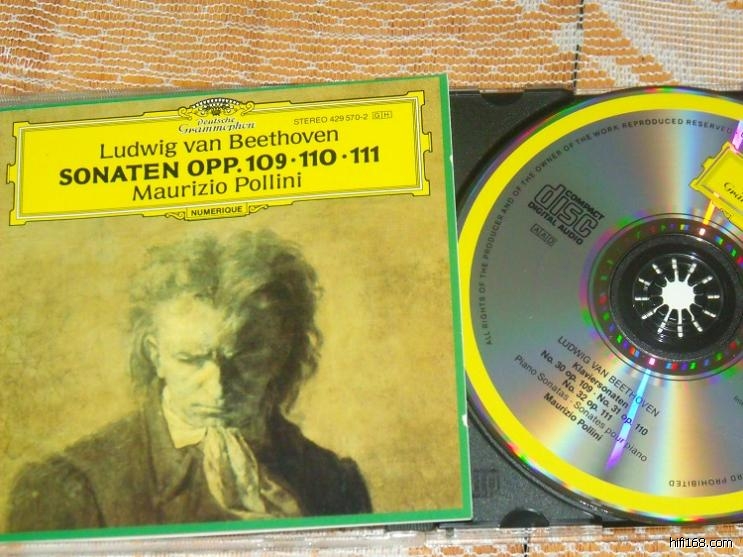 Deutsche
Grammophon
STEREO 429 570-2 GH
Ludwig van Beethoven
SONATEN OPP. 109·110·111
Maurizio Pollini
NUMERIQUE
ALL RIGHTS OF THE PRODUCER AND OF THE OWNER OF THE WORK REPRODUCED RESERVED
COMPACT
disc
DIGITAL AUDIO
LUDWIG VAN BEETHOVEN
Klaviersonaten
No. 30 op. 109 · No. 31 op. 110
No. 32 op. 111
Piano Sonatas · Sonates pour piano
Maurizio Pollini
PROHIBITED
hifi168.com